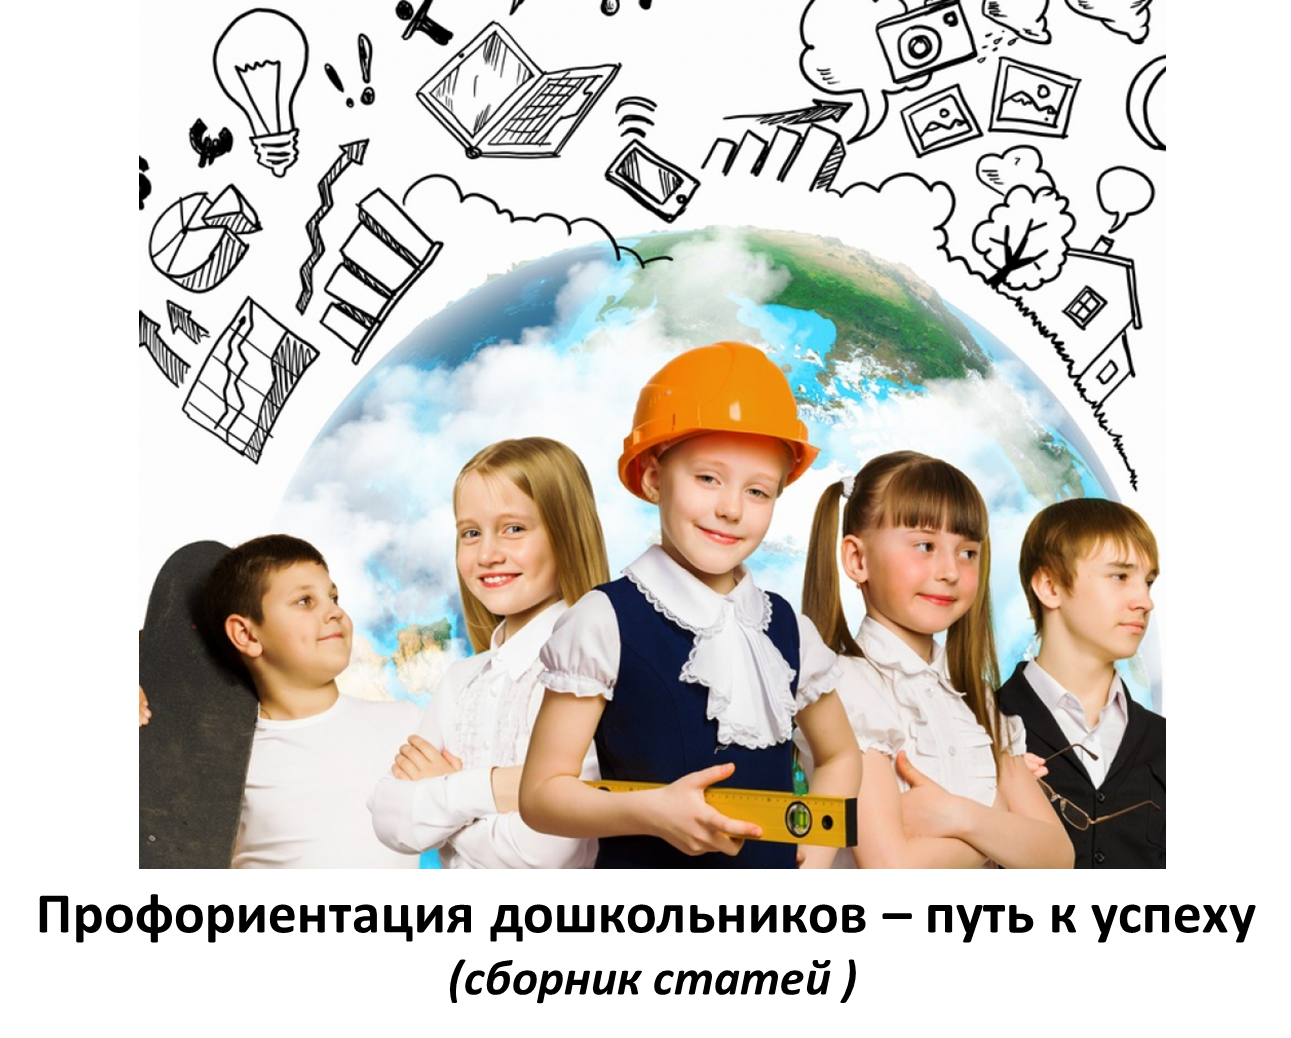 Профориентация дошкольников – путь к успеху
(сборник статей )